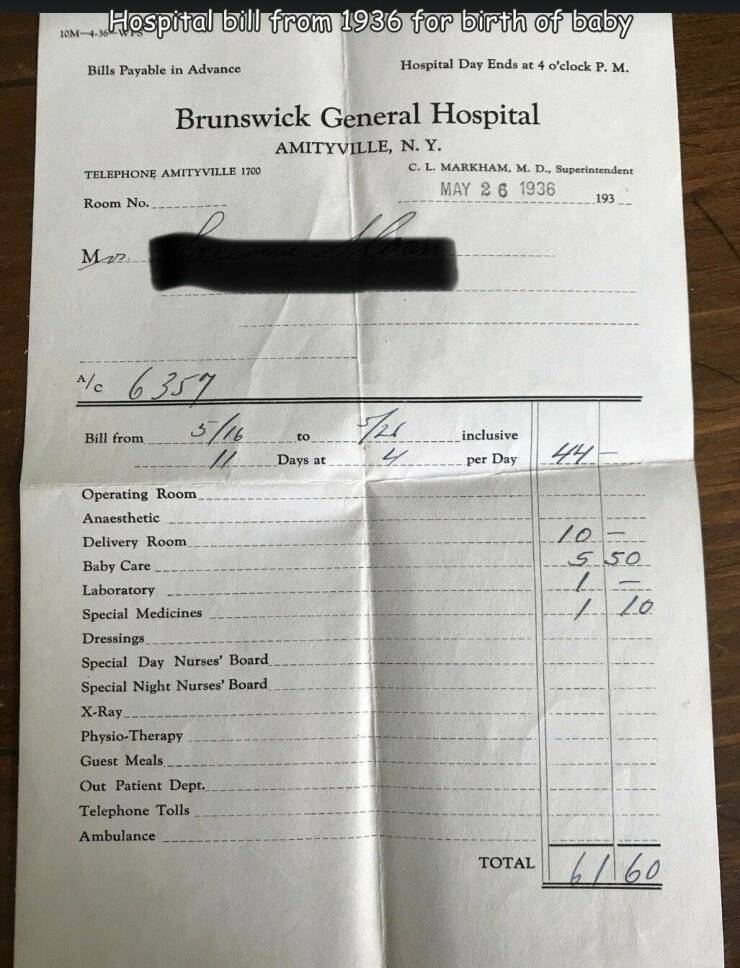 Hospital bill from 1936 for birth of baby
10M—4-36—WPS
Bills Payable in Advance
Hospital Day Ends at 4 o'clock P. M.
Brunswick General Hospital
AMITYVILLE, N. Y.
TELEPHONE AMITYVILLE 1700
C. L. MARKHAM, M. D., Superintendent
Room No.
MAY 26 1936 193
Mrs.
A/c 6357
Bill from 5/16 to 5/26 inclusive
11 Days at 4 per Day 44 —
Operating Room
Anaesthetic
Delivery Room 10 —
Baby Care 5 50
Laboratory 1 —
Special Medicines 1 10
Dressings
Special Day Nurses' Board
Special Night Nurses' Board
X-Ray
Physio-Therapy
Guest Meals
Out Patient Dept.
Telephone Tolls
Ambulance
TOTAL 61 60